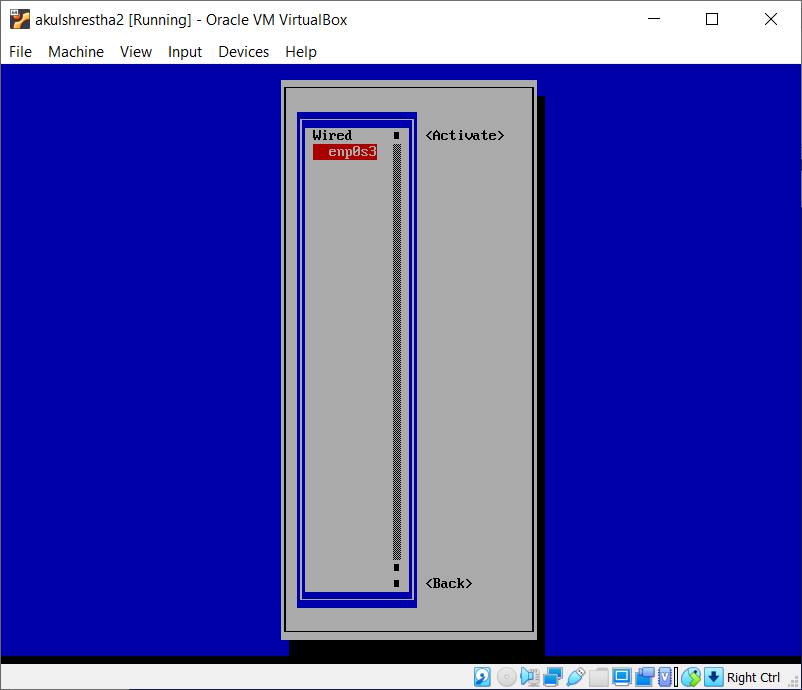 akulshrestha2 [Running] - Oracle VM VirtualBox
File Machine View Input Devices Help
Wired <Activate>
enp0s3
<Back>
Right Ctrl